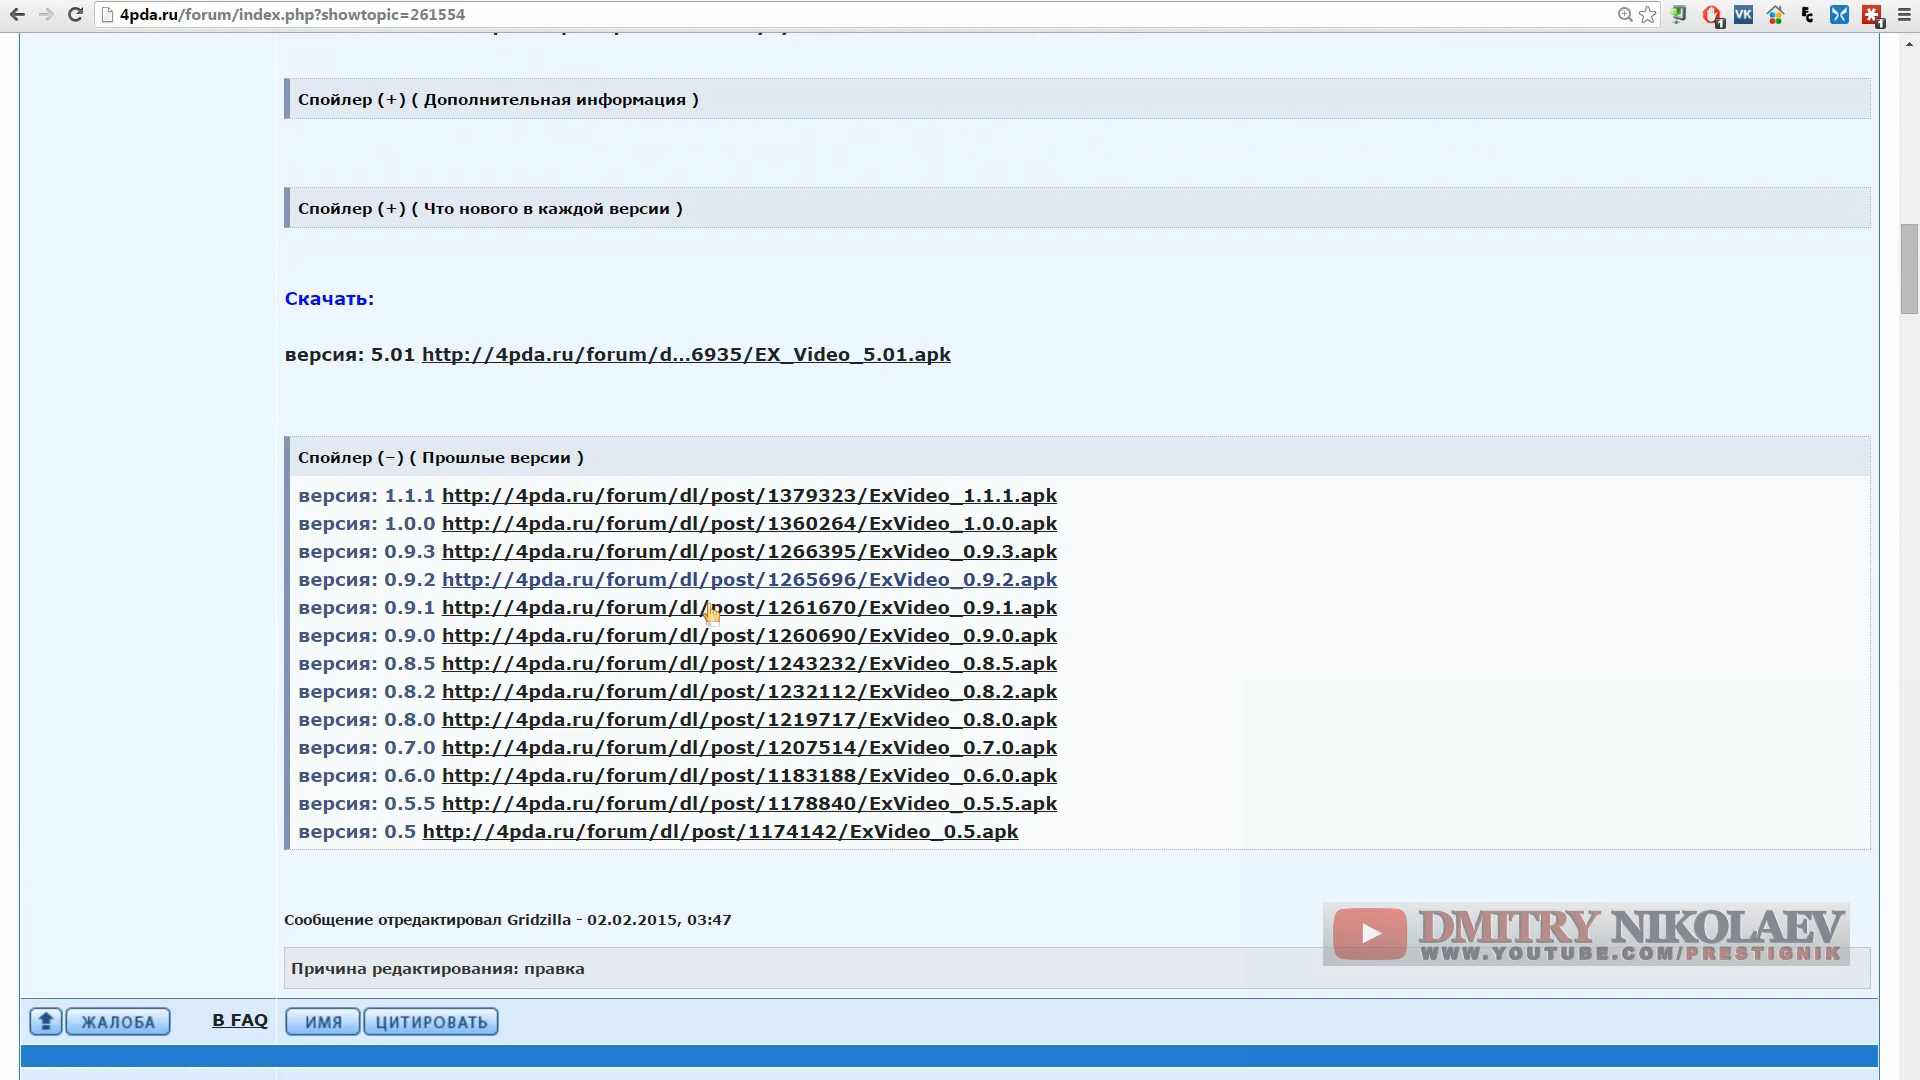 4pda.ru/forum/index.php?showtopic=261554
Спойлер (+) ( Дополнительная информация )
Спойлер (+) ( Что нового в каждой версии )
Скачать:
версия: 5.01 http://4pda.ru/forum/d...6935/EX_Video_5.01.apk
Спойлер (−) ( Прошлые версии )
версия: 1.1.1 http://4pda.ru/forum/dl/post/1379323/ExVideo_1.1.1.apk
версия: 1.0.0 http://4pda.ru/forum/dl/post/1360264/ExVideo_1.0.0.apk
версия: 0.9.3 http://4pda.ru/forum/dl/post/1266395/ExVideo_0.9.3.apk
версия: 0.9.2 http://4pda.ru/forum/dl/post/1265696/ExVideo_0.9.2.apk
версия: 0.9.1 http://4pda.ru/forum/dl/post/1261670/ExVideo_0.9.1.apk
версия: 0.9.0 http://4pda.ru/forum/dl/post/1260690/ExVideo_0.9.0.apk
версия: 0.8.5 http://4pda.ru/forum/dl/post/1243232/ExVideo_0.8.5.apk
версия: 0.8.2 http://4pda.ru/forum/dl/post/1232112/ExVideo_0.8.2.apk
версия: 0.8.0 http://4pda.ru/forum/dl/post/1219717/ExVideo_0.8.0.apk
версия: 0.7.0 http://4pda.ru/forum/dl/post/1207514/ExVideo_0.7.0.apk
версия: 0.6.0 http://4pda.ru/forum/dl/post/1183188/ExVideo_0.6.0.apk
версия: 0.5.5 http://4pda.ru/forum/dl/post/1178840/ExVideo_0.5.5.apk
версия: 0.5 http://4pda.ru/forum/dl/post/1174142/ExVideo_0.5.apk
Сообщение отредактировал Gridzilla - 02.02.2015, 03:47
DMITRY NIKOLAEV
WWW.YOUTUBE.COM/PRESTIGNIK
Причина редактирования: правка
ЖАЛОБА В FAQ ИМЯ ЦИТИРОВАТЬ